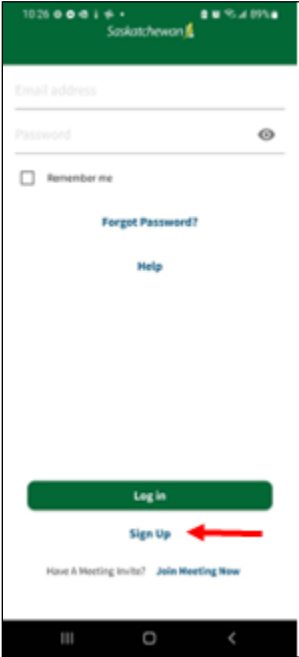 10:26
89%
Saskatchewan
Email address
Password
Remember me
Forgot Password?
Help
Log in
Sign Up
Have A Meeting Invite? Join Meeting Now